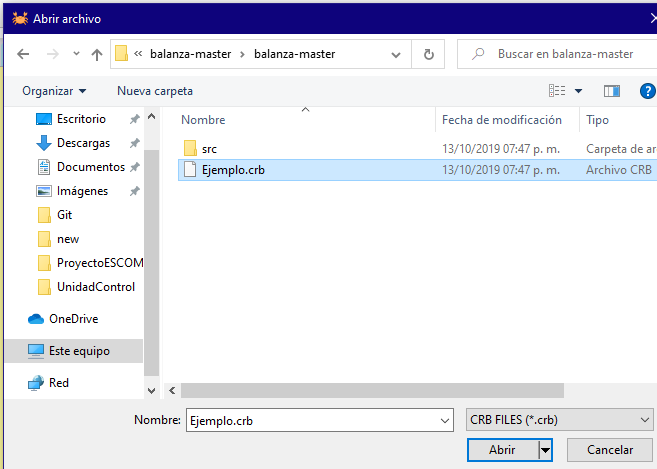 Abrir archivo
« balanza-master › balanza-master
Buscar en balanza-master
Organizar
Nueva carpeta
?
Nombre
Fecha de modificación
Tipo
Escritorio
Descargas
Documentos
Imágenes
Git
new
ProyectoESCOM
UnidadControl
OneDrive
Este equipo
Red
src
13/10/2019 07:47 p. m.
Carpeta de ar
Ejemplo.crb
13/10/2019 07:47 p. m.
Archivo CRB
Nombre:
Ejemplo.crb
CRB FILES (*.crb)
Abrir
Cancelar